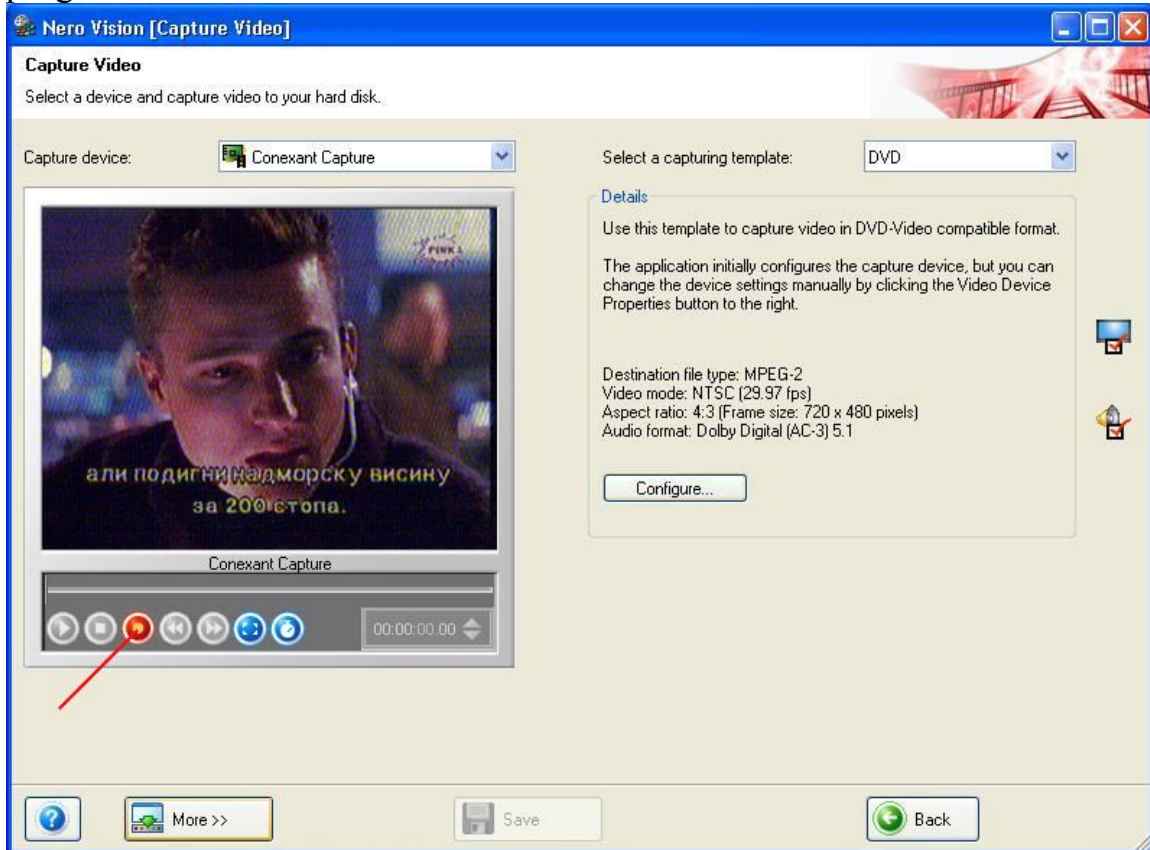 Nero Vision [Capture Video]
Capture Video
Select a device and capture video to your hard disk.
Capture device:
Conexant Capture
Select a capturing template:
DVD
PINK
али подигни надморску висину
за 200 стопа.
Conexant Capture
00:00:00.00
Details
Use this template to capture video in DVD-Video compatible format.
The application initially configures the capture device, but you can
change the device settings manually by clicking the Video Device
Properties button to the right.
Destination file type: MPEG-2
Video mode: NTSC (29.97 fps)
Aspect ratio: 4:3 (Frame size: 720 x 480 pixels)
Audio format: Dolby Digital (AC-3) 5.1
Configure...
More >>
Save
Back